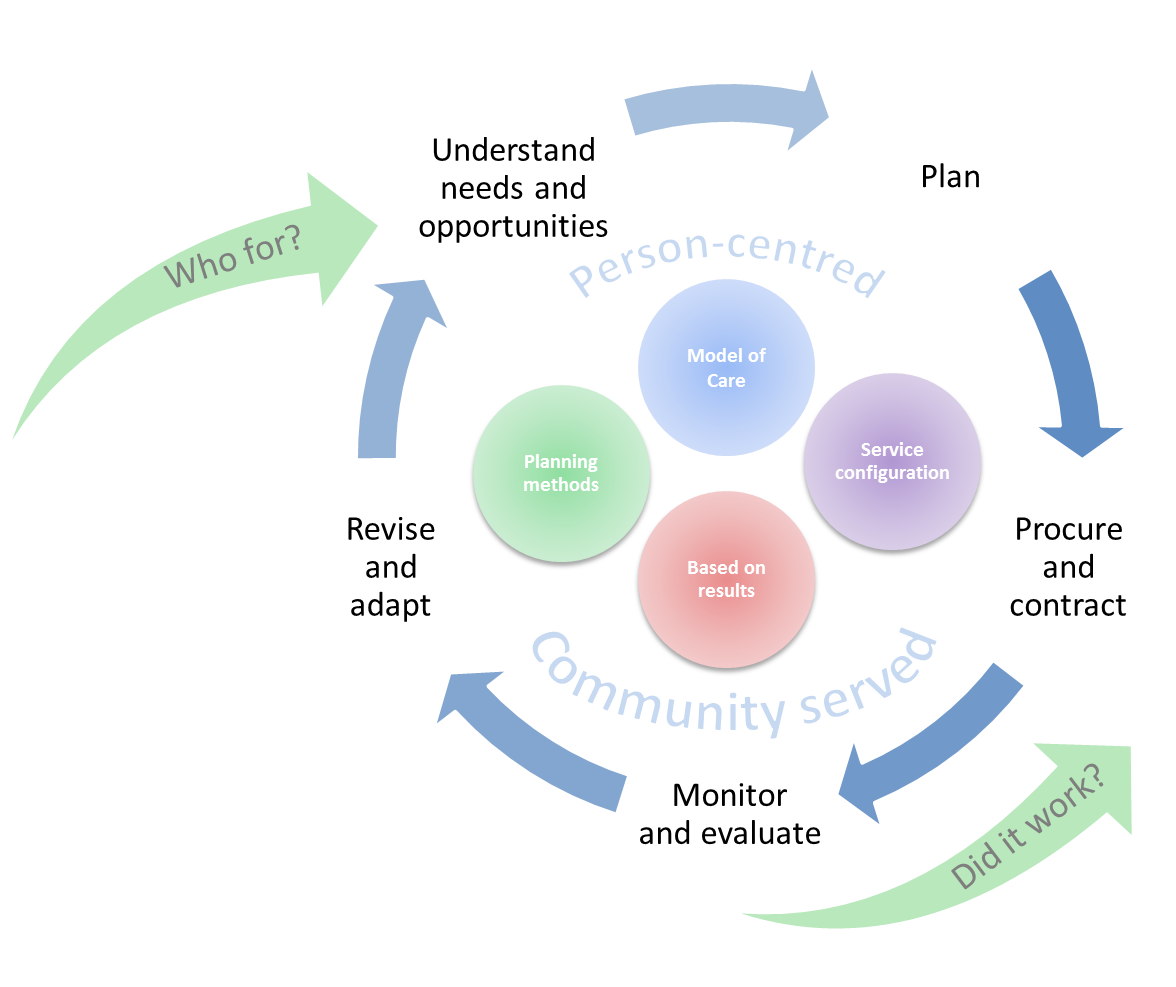 Understand
needs and
opportunities
Plan
Who for?
Person-centred
Model of
Care
Planning
methods
Service
configuration
Based on
results
Revise
and
adapt
Procure
and
contract
Community served
Monitor
and evaluate
Did it work?